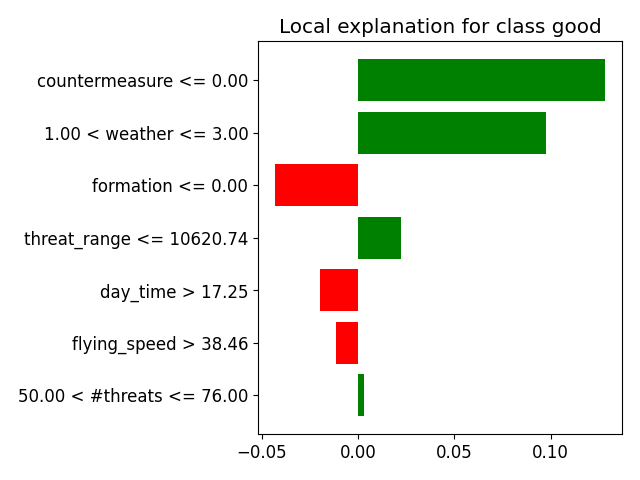 Local explanation for class good
countermeasure <= 0.00
1.00 < weather <= 3.00
formation <= 0.00
threat_range <= 10620.74
day_time > 17.25
flying_speed > 38.46
50.00 < #threats <= 76.00
−0.05 0.00 0.05 0.10